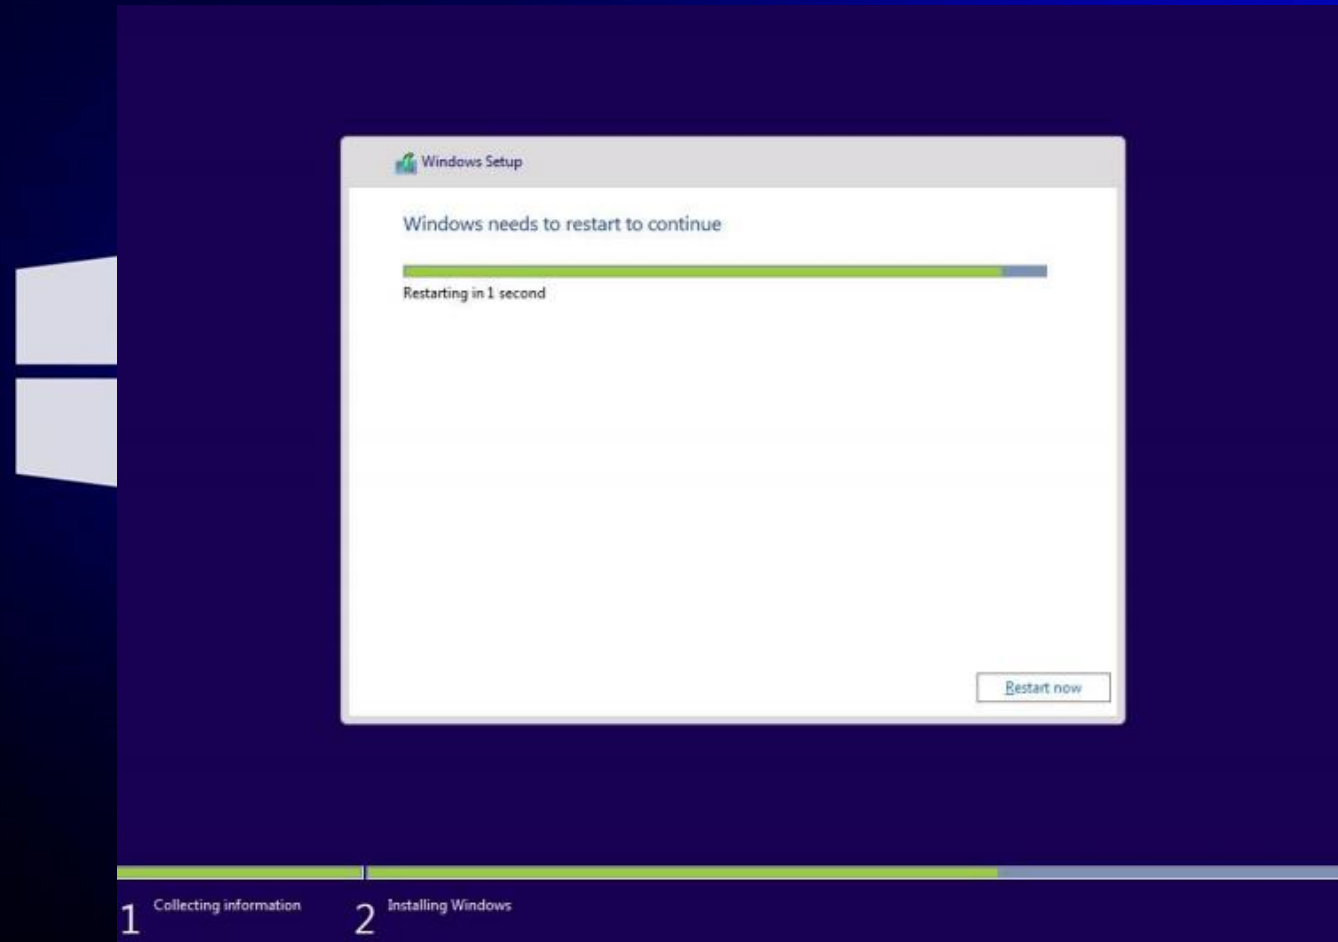 Windows Setup
Windows needs to restart to continue
Restarting in 1 second
Restart now
1 Collecting information
2 Installing Windows